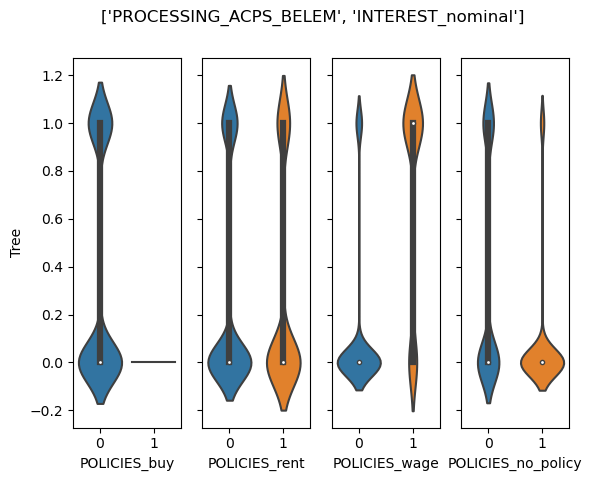 ['PROCESSING_ACPS_BELEM', 'INTEREST_nominal']
Tree
1.2
1.0
0.8
0.6
0.4
0.2
0.0
−0.2
0 1 0 1 0 1 0 1
POLICIES_buy POLICIES_rent POLICIES_wage POLICIES_no_policy